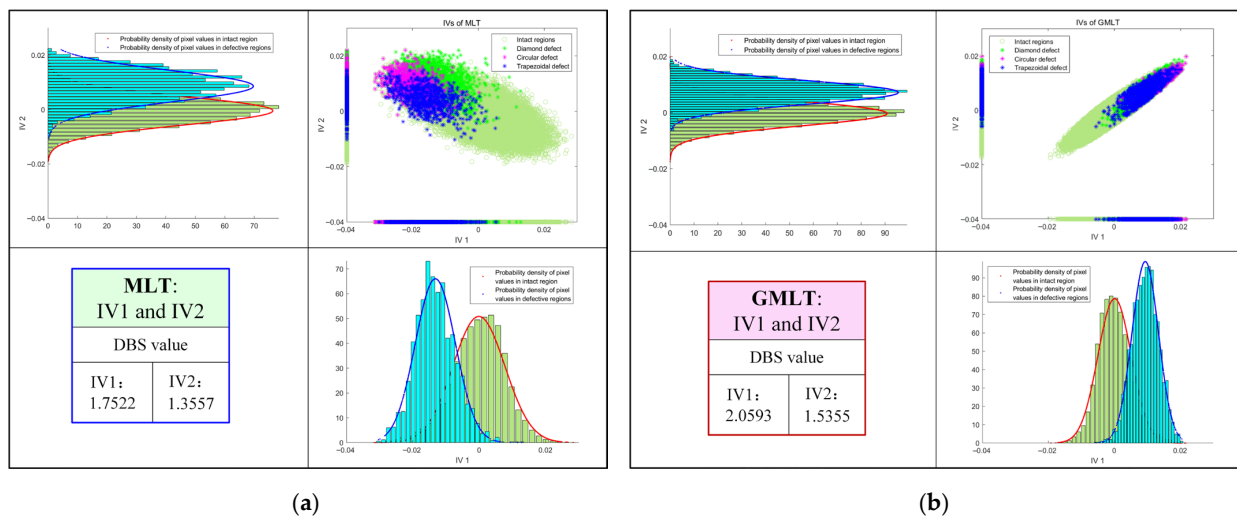 Probability density of pixel values in intact region
Probability density of pixel values in defective regions
0.02
0
−0.02
−0.04
IV 2
0 10 20 30 40 50 60 70
IVs of MLT
Intact regions
Diamond defect
Circular defect
Trapezoidal defect
0.04
0.02
0
−0.02
−0.04
IV 2
−0.04 −0.02 0 0.02
IV 1
MLT:
IV1 and IV2
DBS value
IV1: IV2:
1.7522 1.3557
Probability density of pixel
values in intact region
Probability density of pixel
values in defective regions
70
60
50
40
30
20
10
0
−0.04 −0.02 0 0.02
IV 1
(a)
Probability density of pixel values in intact region
Probability density of pixel values in defective regions
0.02
0
−0.02
−0.04
IV 2
0 10 20 30 40 50 60 70 80 90
IVs of GMLT
Intact regions
Diamond defect
Circular defect
Trapezoidal defect
0.04
0.02
0
−0.02
−0.04
IV 2
−0.04 −0.02 0 0.02
IV 1
GMLT:
IV1 and IV2
DBS value
IV1: IV2:
2.0593 1.5355
Probability density of pixel
values in intact region
Probability density of pixel
values in defective regions
90
80
70
60
50
40
30
20
10
0
−0.04 −0.02 0 0.02
IV 1
(b)